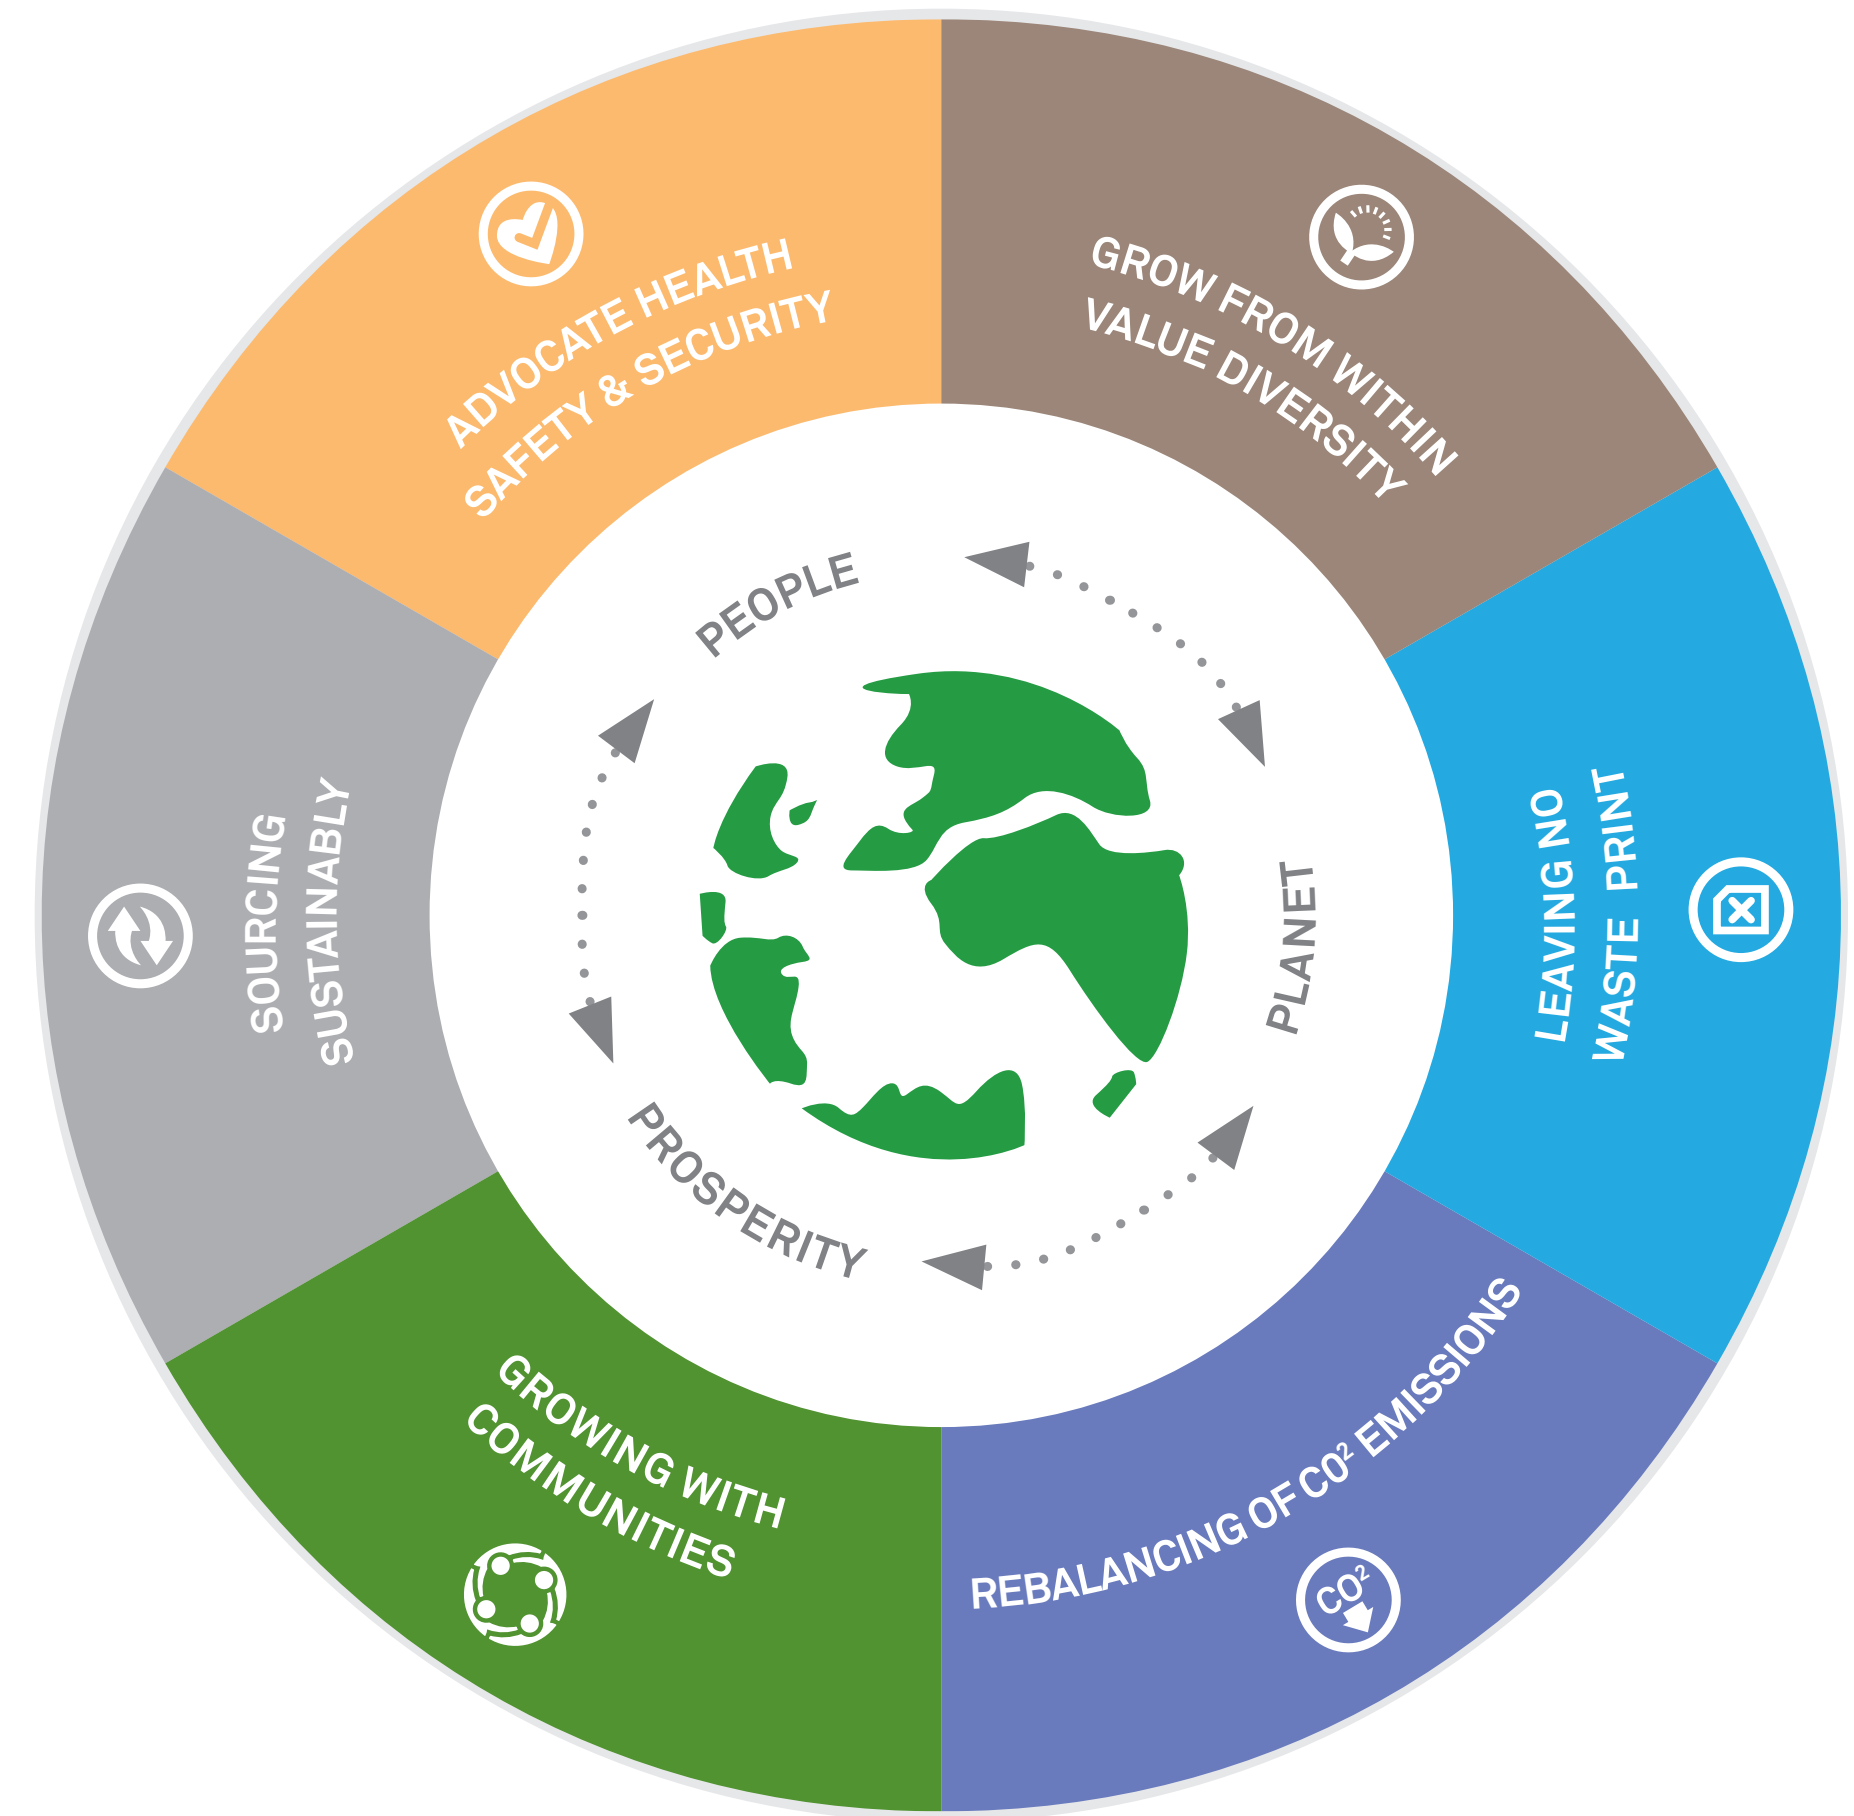 ADVOCATE HEALTH
SAFETY & SECURITY
GROW FROM WITHIN
VALUE DIVERSITY
LEAVING NO
WASTE PRINT
REBALANCING OF CO² EMISSIONS
CO²
GROWING WITH
COMMUNITIES
SOURCING
SUSTAINABLY
PEOPLE
PLANET
PROSPERITY